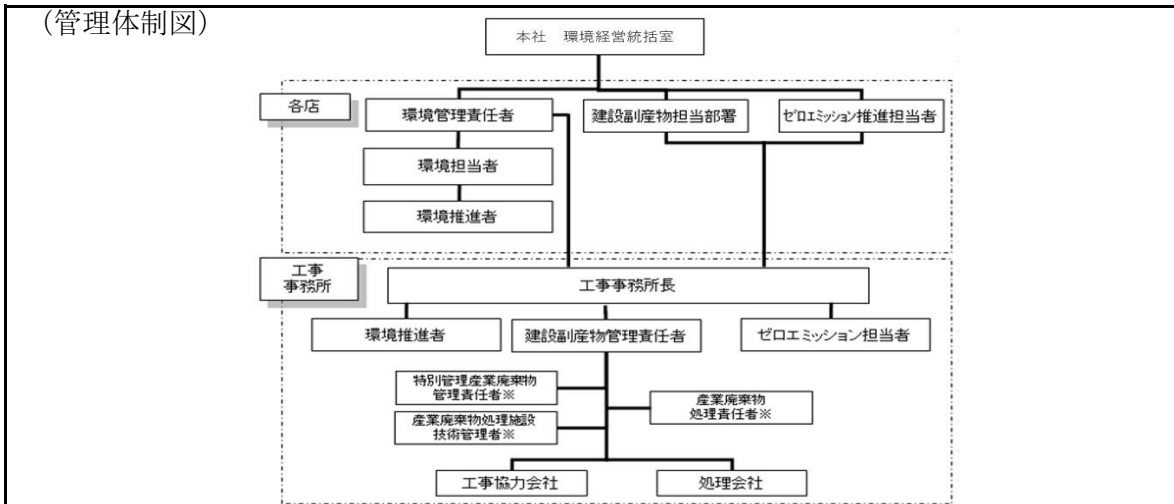 （管理体制図）
本社　環境経営統括室
各店
環境管理責任者
建設副産物担当部署
ゼロエミッション推進担当者
環境担当者
環境推進者
工事
事務所
工事事務所長
環境推進者
建設副産物管理責任者
ゼロエミッション担当者
特別管理産業廃棄物
管理責任者※
産業廃棄物
処理責任者※
産業廃棄物処理施設
技術管理者※
工事協力会社
処理会社